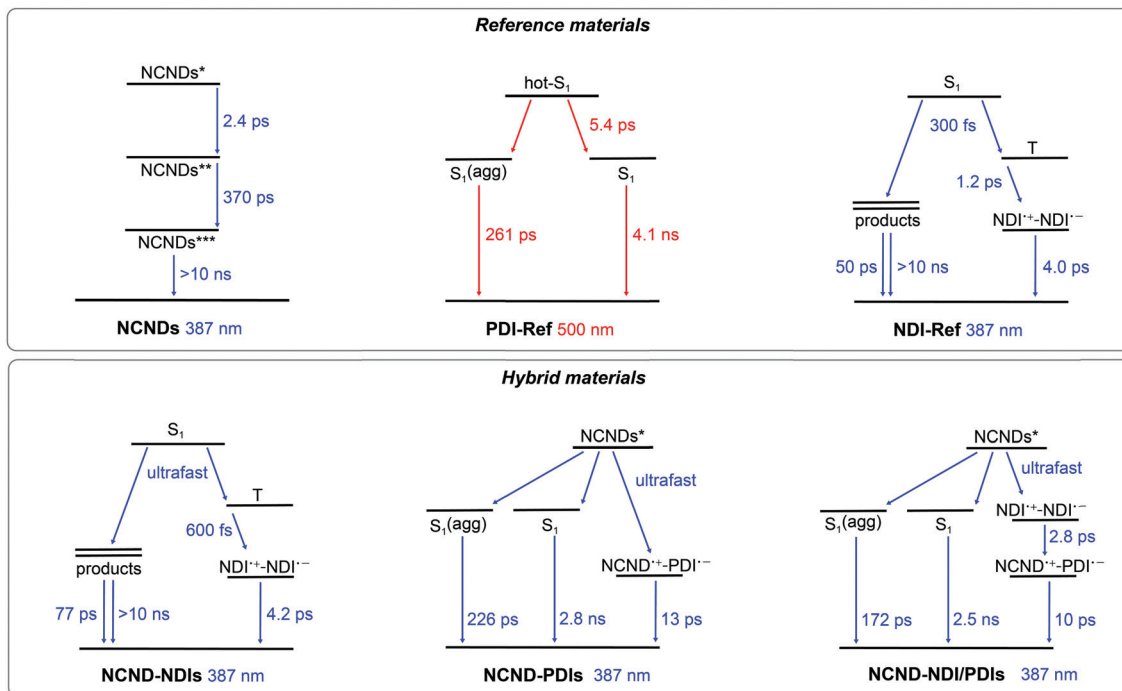 Reference materials
NCNDs*
2.4 ps
NCNDs**
370 ps
NCNDs***
>10 ns
NCNDs 387 nm
hot-S₁
5.4 ps
S₁(agg)
S₁
261 ps
4.1 ns
PDI-Ref 500 nm
S₁
300 fs
T
1.2 ps
products
NDI·⁺-NDI·⁻
50 ps
>10 ns
4.0 ps
NDI-Ref 387 nm
Hybrid materials
S₁
ultrafast
T
600 fs
products
NDI·⁺-NDI·⁻
77 ps
>10 ns
4.2 ps
NCND-NDIs 387 nm
NCNDs*
ultrafast
S₁(agg)
S₁
NCND·⁺-PDI·⁻
226 ps
2.8 ns
13 ps
NCND-PDIs 387 nm
NCNDs*
ultrafast
NDI·⁺-NDI·⁻
S₁(agg)
S₁
2.8 ps
NCND·⁺-PDI·⁻
172 ps
2.5 ns
10 ps
NCND-NDI/PDIs 387 nm